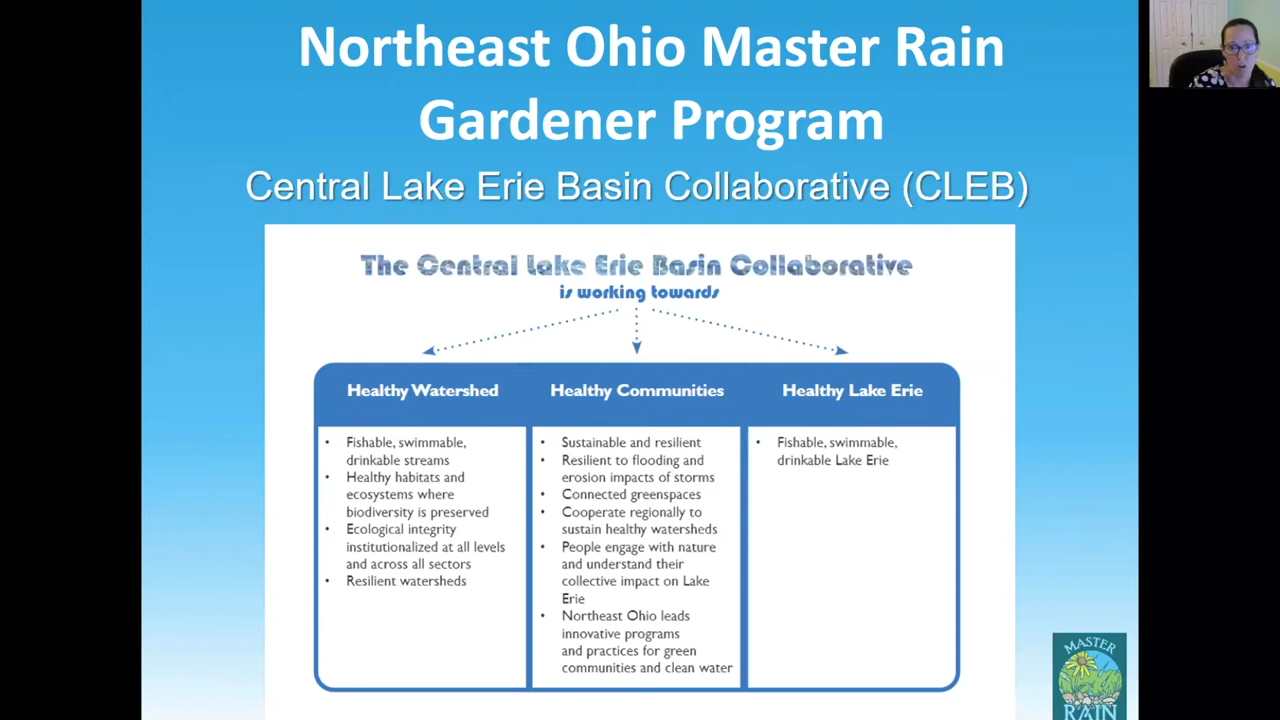 Northeast Ohio Master Rain
Gardener Program
Central Lake Erie Basin Collaborative (CLEB)
The Central Lake Erie Basin Collaborative
is working towards
Healthy Watershed
• Fishable, swimmable,
drinkable streams
• Healthy habitats and
ecosystems where
biodiversity is preserved
• Ecological integrity
institutionalized at all levels
and across all sectors
• Resilient watersheds
Healthy Communities
• Sustainable and resilient
• Resilient to flooding and
erosion impacts of storms
• Connected greenspaces
• Cooperate regionally to
sustain healthy watersheds
• People engage with nature
and understand their
collective impact on Lake
Erie
• Northeast Ohio leads
innovative programs
and practices for green
communities and clean water
Healthy Lake Erie
• Fishable, swimmable,
drinkable Lake Erie
MASTER
RAIN